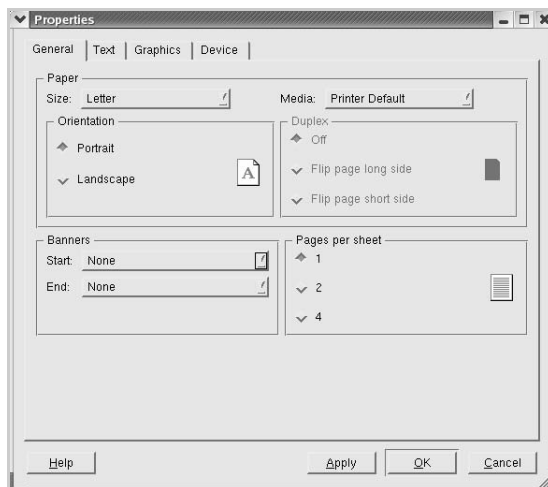 Properties
General Text Graphics Device
Paper
Size: Letter Media: Printer Default
Orientation
Portrait
Landscape
A
Duplex
Off
Flip page long side
Flip page short side
Banners
Start: None
End: None
Pages per sheet
1
2
4
Help Apply OK Cancel